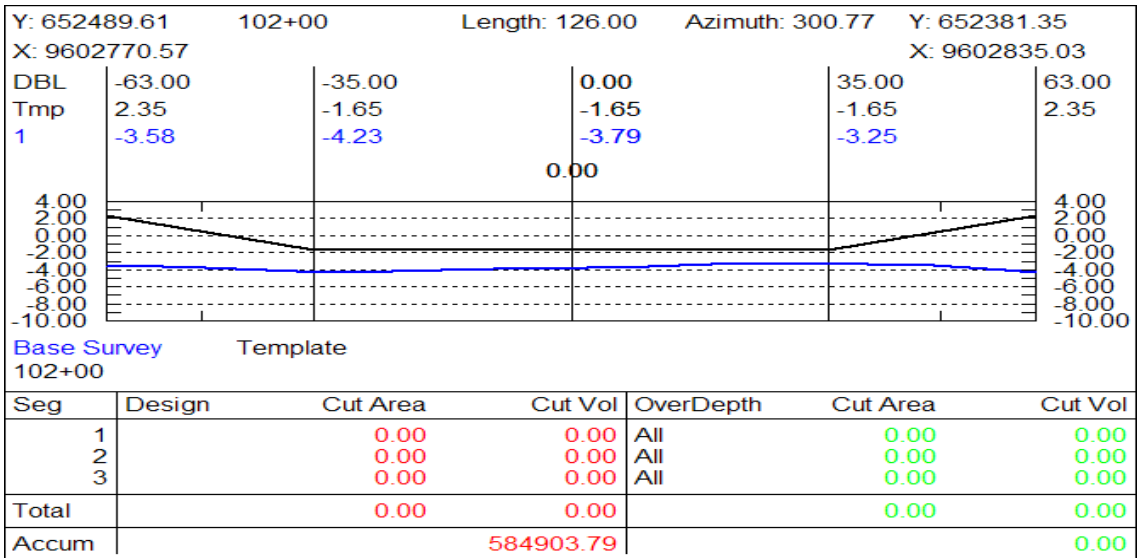 Y: 652489.61 102+00 Length: 126.00 Azimuth: 300.77 Y: 652381.35
X: 9602770.57 X: 9602835.03
DBL -63.00 -35.00 0.00 35.00 63.00
Tmp 2.35 -1.65 -1.65 -1.65 2.35
1 -3.58 -4.23 -3.79 -3.25
0.00
4.00 4.00
2.00 2.00
0.00 0.00
-2.00 -2.00
-4.00 -4.00
-6.00 -6.00
-8.00 -8.00
-10.00 -10.00
Base Survey Template
102+00
Seg Design Cut Area Cut Vol OverDepth Cut Area Cut Vol
1 0.00 0.00 All 0.00 0.00
2 0.00 0.00 All 0.00 0.00
3 0.00 0.00 All 0.00 0.00
Total 0.00 0.00 0.00 0.00
Accum 584903.79 0.00